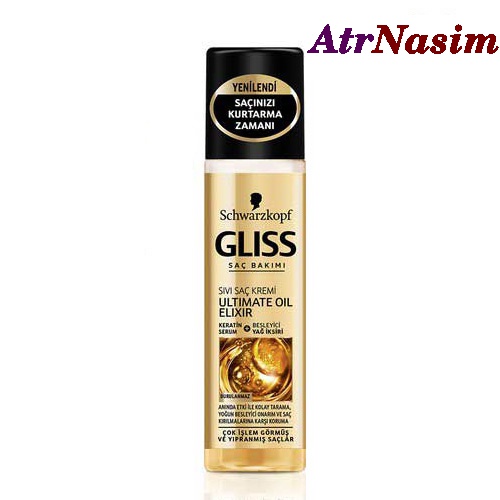 AtrNasim
YENİLENDİ
SAÇINIZI
KURTARMA
ZAMANI
Schwarzkopf
GLISS
SAÇ BAKIMI
SIVI SAÇ KREMİ
ULTIMATE OIL
ELIXIR
KERATİN SERUM + BESLEYİCİ YAĞ İKSİRİ
DURULANMAZ
ANINDA ETKİ İLE KOLAY TARAMA,
YOĞUN BESLEYİCİ ONARIM VE SAÇ
KIRILMALARINA KARŞI KORUMA
ÇOK İŞLEM GÖRMÜŞ
VE YIPRANMIŞ SAÇLAR